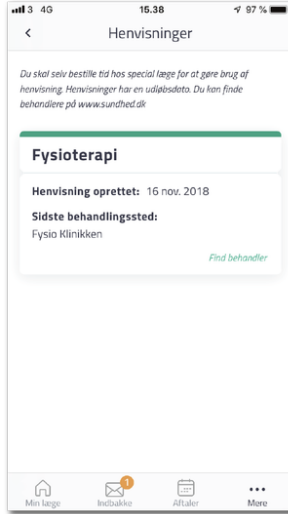 3 4G 15.38 97 %
Henvisninger
Du skal selv bestille tid hos special læge for at gøre brug af
henvisning. Henvisninger har en udløbsdato. Du kan finde
behandlere på www.sundhed.dk
Fysioterapi
Henvisning oprettet: 16 nov. 2018
Sidste behandlingssted:
Fysio Klinikken
Find behandler
1
Min læge Indbakke Aftaler Mere